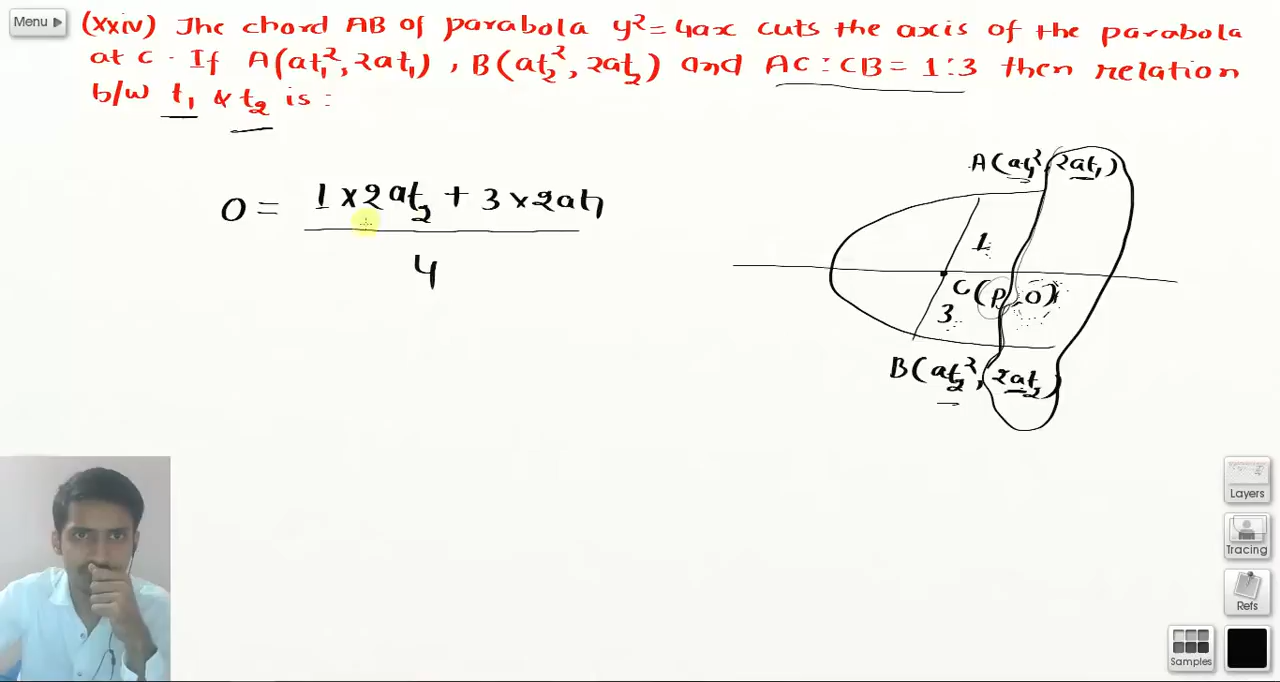 Menu
(xxiv) The chord AB of parabola y²=4ax cuts the axis of the parabola
at C. If A(at₁²,2at₁), B(at₂²,2at₂) and AC:CB=1:3 then relation
b/w t₁ & t₂ is:
A(at₁²,2at₁)
0 = 1×2at₂ + 3×2at₁
4
1
C(P,0)
3
B(at₂²,2at₂)
Layers
Tracing
Refs
Samples